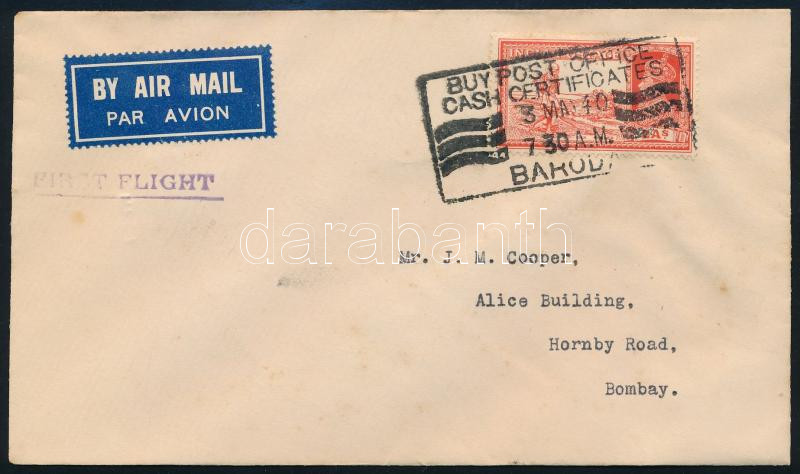 BY AIR MAIL
PAR AVION
FIRST FLIGHT
BUY POST OFFICE
CASH CERTIFICATES
3 MAY 40
7 30 A.M.
BARODA
darabanth
Mr. J. M. Cooper,
Alice Building,
Hornby Road,
Bombay.